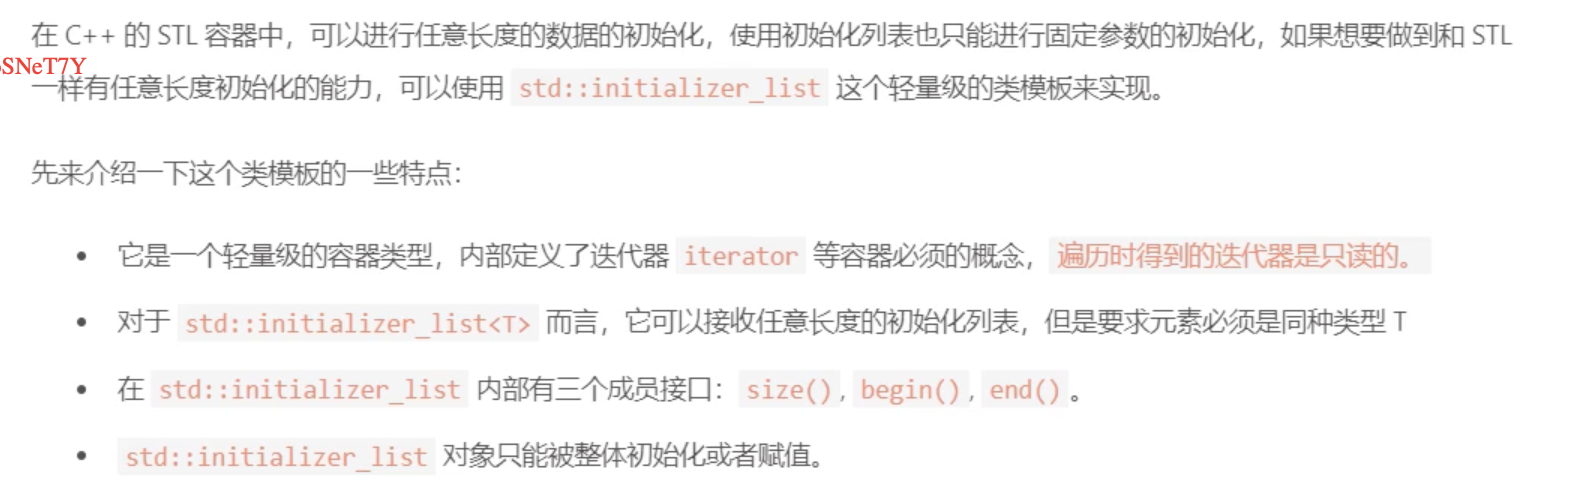 在 C++ 的 STL 容器中，可以进行任意长度的数据的初始化，使用初始化列表也只能进行固定参数的初始化，如果想要做到和 STL
SNeT7Y
一样有任意长度初始化的能力，可以使用 std::initializer_list 这个轻量级的类模板来实现。
先来介绍一下这个类模板的一些特点：
• 它是一个轻量级的容器类型，内部定义了迭代器 iterator 等容器必须的概念，遍历时得到的迭代器是只读的。
• 对于 std::initializer_list<T> 而言，它可以接收任意长度的初始化列表，但是要求元素必须是同种类型 T
• 在 std::initializer_list 内部有三个成员接口：size(), begin(), end()。
• std::initializer_list 对象只能被整体初始化或者赋值。